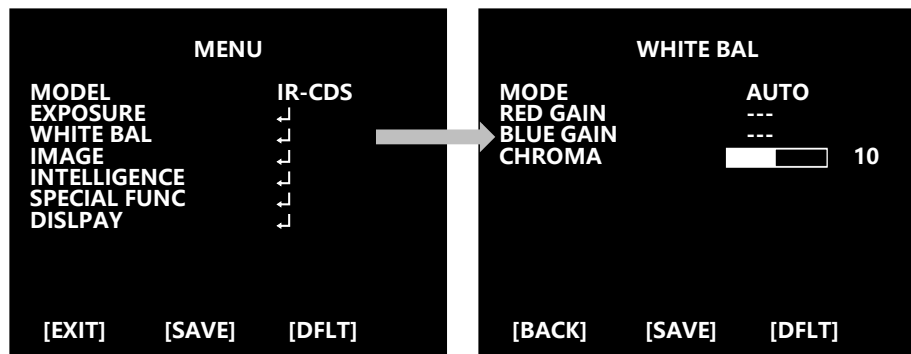 MENU
MODEL IR-CDS
EXPOSURE ↵
WHITE BAL ↵
IMAGE ↵
INTELLIGENCE ↵
SPECIAL FUNC ↵
DISLPAY ↵
[EXIT] [SAVE] [DFLT]
WHITE BAL
MODE AUTO
RED GAIN ---
BLUE GAIN ---
CHROMA 10
[BACK] [SAVE] [DFLT]